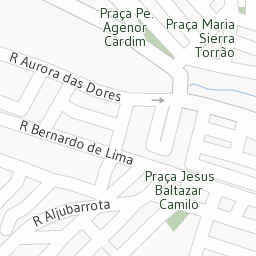 Praça Pe.
Agenor
Cardim
Praça Maria
Sierra
Torrão
R Aurora das Dores
R Bernardo de Lima
Praça Jesus
Baltazar
Camilo
R Aljubarrota